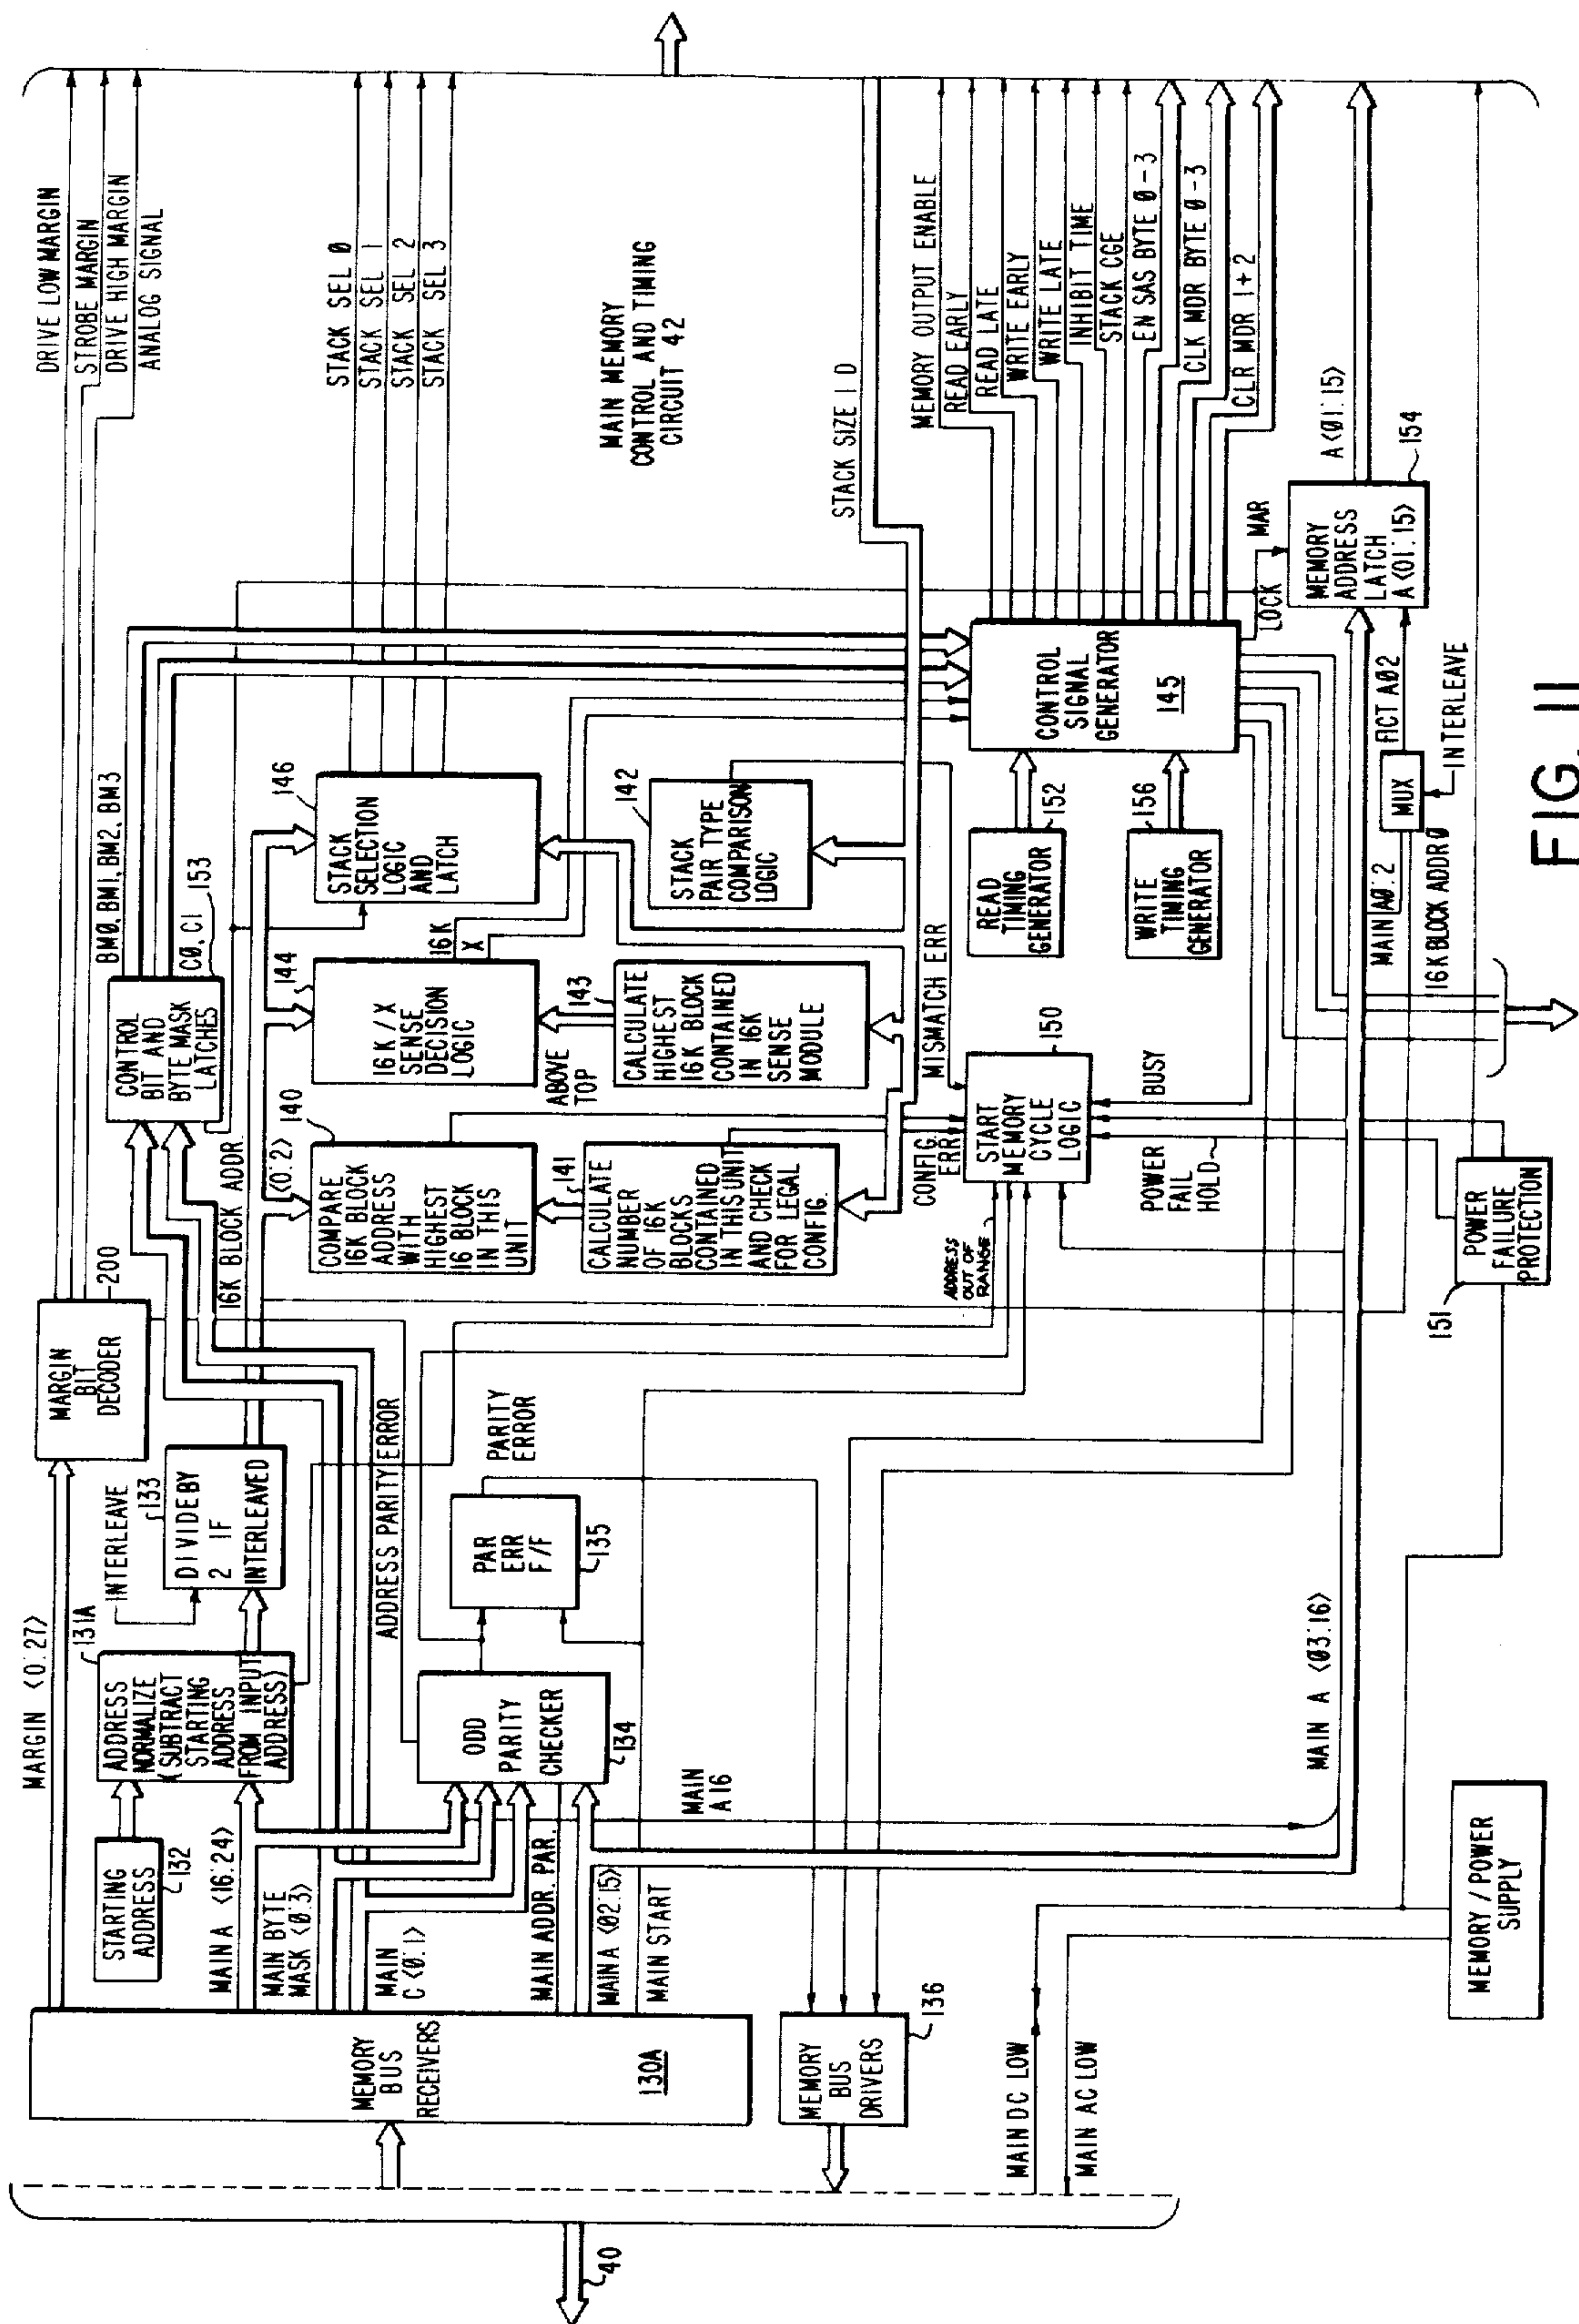 DRIVE LOW MARGIN
STROBE MARGIN
DRIVE HIGH MARGIN
ANALOG SIGNAL
STACK SEL 0
STACK SEL 1
STACK SEL 2
STACK SEL 3
MAIN MEMORY
CONTROL AND TIMING
CIRCUIT 42
STACK SIZE I D
MEMORY OUTPUT ENABLE
READ EARLY
READ LATE
WRITE EARLY
WRITE LATE
INHIBIT TIME
STACK CGE
EN SAS BYTE 0-3
CLK MDR BYTE 0-3
CLR MDR 1+2
A<01:15>
154
MEMORY
ADDRESS
LATCH
A<01:15>
LOCK
MAR
FICT A02
MUX
INTERLEAVE
MAIN A0:2
16K BLOCK ADDR 0
BM0, BM1, BM2, BM3
C0, C1
153
CONTROL
BIT AND
BYTE MASK
LATCHES
146
STACK
SELECTION
LOGIC
AND
LATCH
142
STACK
PAIR TYPE
COMPARISON
LOGIC
CONTROL
SIGNAL
GENERATOR
145
152
READ
TIMING
GENERATOR
156
WRITE
TIMING
GENERATOR
144
16K/X
SENSE
DECISION
LOGIC
16K
X
143
CALCULATE
HIGHEST
16K BLOCK
CONTAINED
IN 16K
SENSE
MODULE
MISMATCH ERR
ABOVE
TOP
140
COMPARE
16K BLOCK
ADDRESS
WITH
HIGHEST
16 BLOCK
IN THIS
UNIT
141
CALCULATE
NUMBER
OF 16K
BLOCKS
CONTAINED
IN THIS UNIT
AND CHECK
FOR LEGAL
CONFIG.
CONFIG.
ERR
150
START
MEMORY
CYCLE
LOGIC
BUSY
POWER
FAIL
HOLD
POWER
FAILURE
PROTECTION
151
ADDRESS
OUT OF
RANGE
16K BLOCK ADDR.
<0:2>
200
MARGIN
BIT
DECODER
MARGIN <0:27>
INTERLEAVE
133
DIVIDE BY
2 IF
INTERLEAVED
131A
ADDRESS
NORMALIZE
(SUBTRACT
STARTING
ADDRESS
FROM INPUT
ADDRESS)
STARTING
ADDRESS
132
ADDRESS PARITY ERROR
PARITY
ERROR
PAR
ERR
F/F
135
ODD
PARITY
CHECKER
134
MAIN A <16:24>
MAIN BYTE
MASK <0:3>
MAIN
C <0:1>
MAIN ADDR. PAR.
MAIN A <02:15>
MAIN START
MAIN
A16
MAIN A <03:16>
MEMORY
BUS
RECEIVERS
130A
MEMORY
BUS
DRIVERS
136
MAIN DC LOW
MAIN AC LOW
MEMORY / POWER
SUPPLY
40
FIG. 11